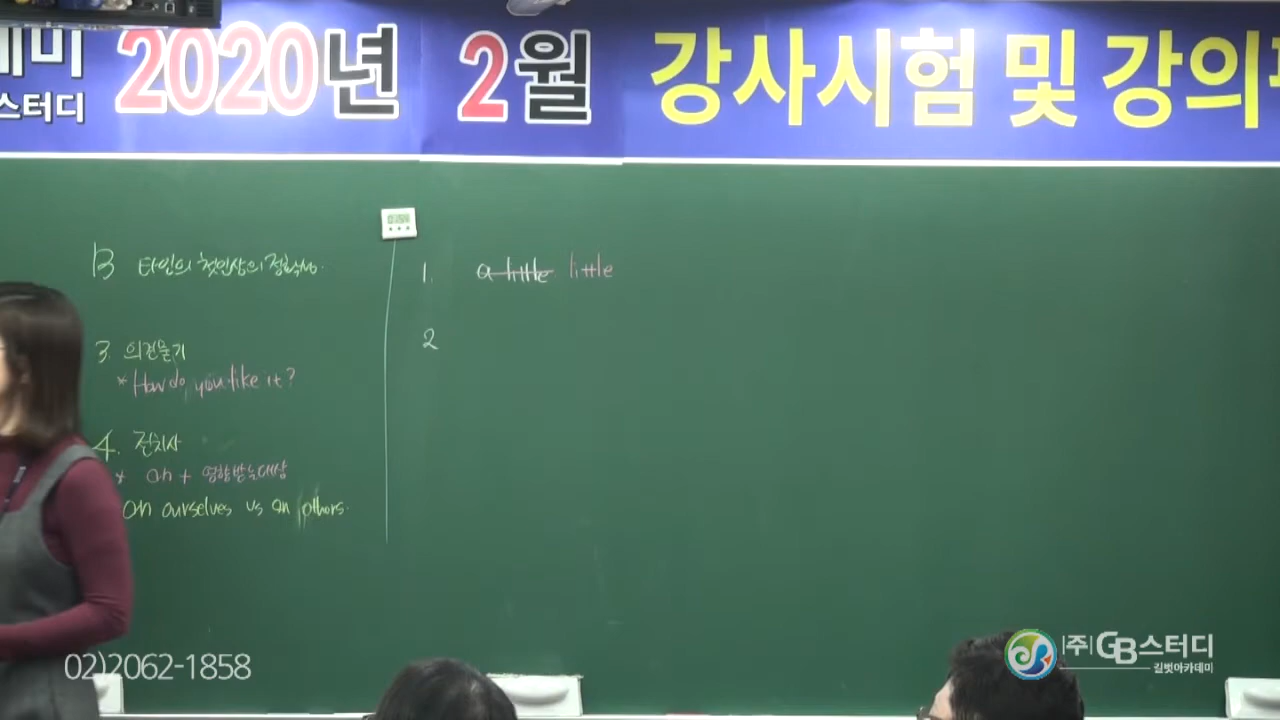 데미 2020년 2월 강사시험 및 강의
스터디
B 타인의 첫인상의 정확성.
1. a little little
2
3. 의견묻기
* How do you like it?
4. 전치사
* on + 영향받는대상
on ourselves vs on others.
(주)GB스터디
길벗아카데미
02)2062-1858